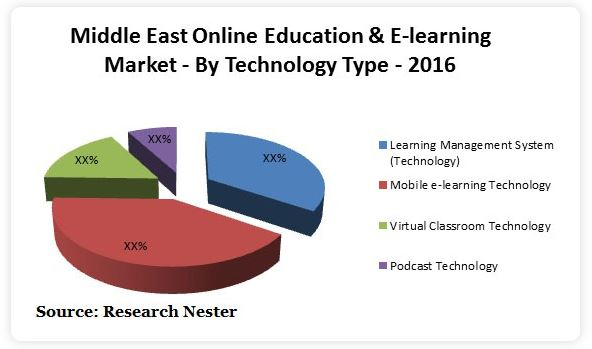 Middle East Online Education & E-learning
Market - By Technology Type - 2016
XX%
XX%
XX%
XX%
Learning Management System
(Technology)
Mobile e-learning Technology
Virtual Classroom Technology
Podcast Technology
Source: Research Nester